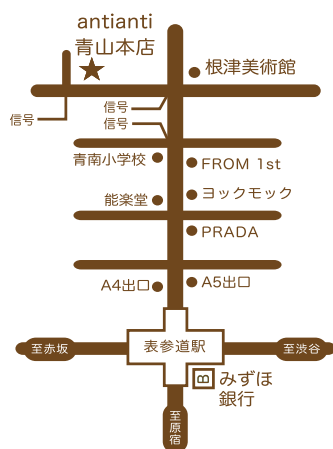 antianti
青山本店
根津美術館
信号
信号
信号
青南小学校
FROM 1st
能楽堂
ヨックモック
PRADA
A4出口
A5出口
至赤坂
表参道駅
至渋谷
B
みずほ
銀行
至原宿